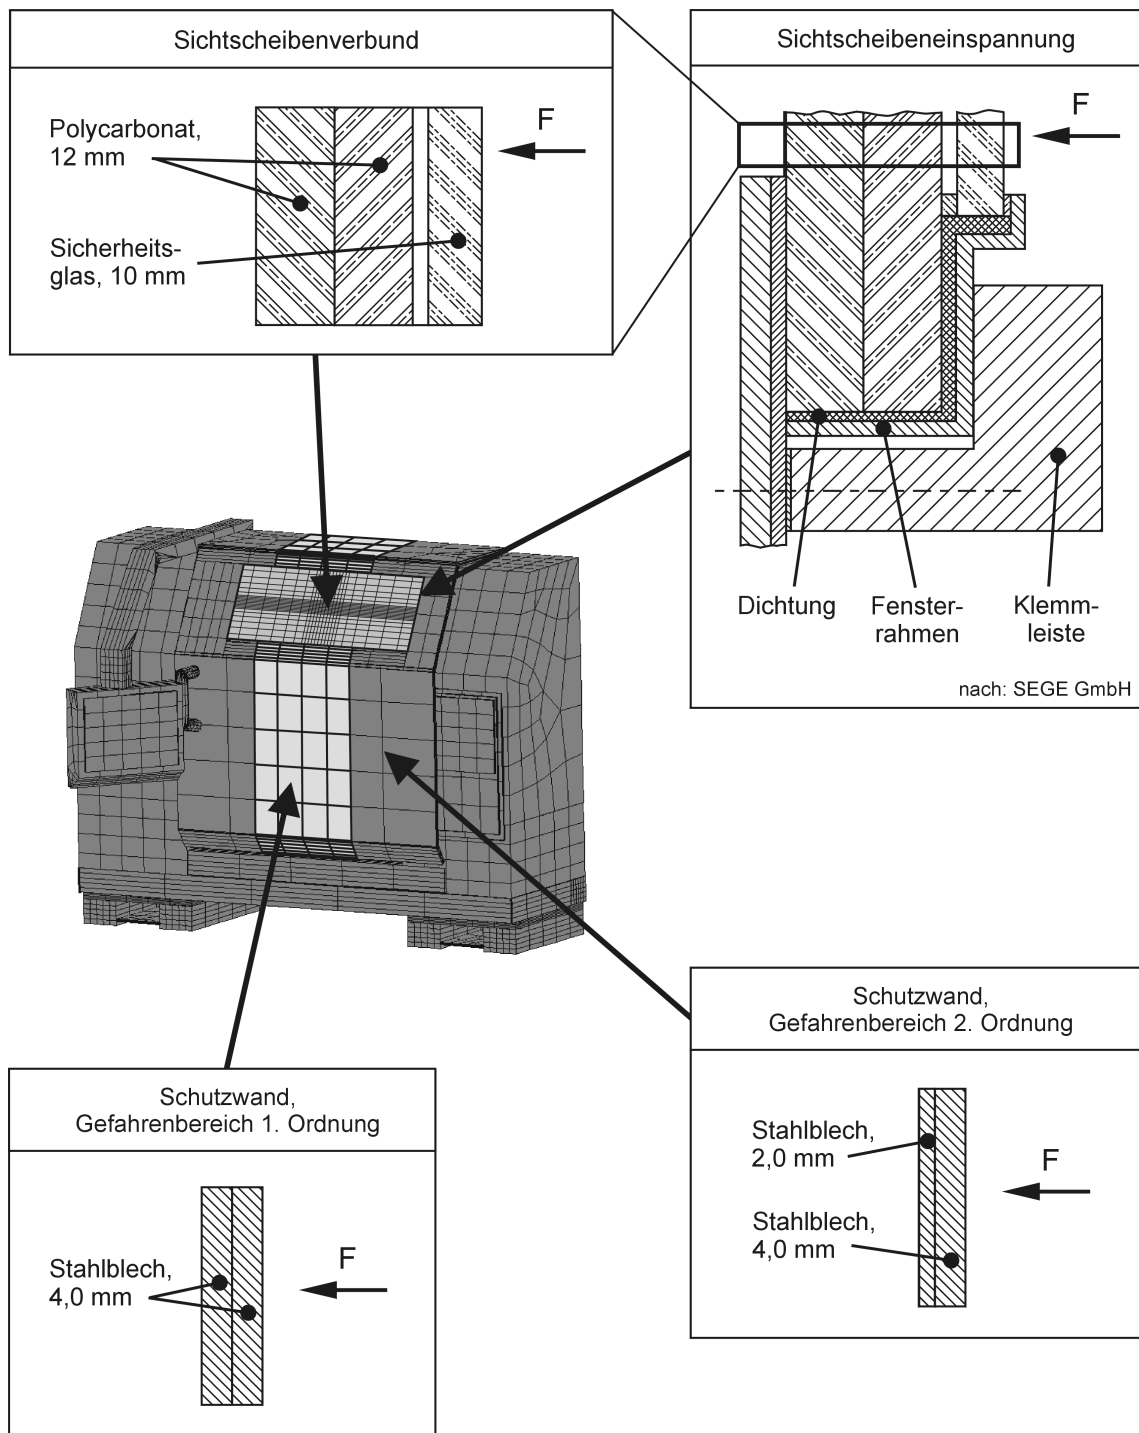 Sichtscheibenverbund
Polycarbonat,
12 mm
Sicherheits-
glas, 10 mm
F
Sichtscheibeneinspannung
F
Dichtung
Fenster-
rahmen
Klemm-
leiste
nach: SEGE GmbH
Schutzwand,
Gefahrenbereich 2. Ordnung
Stahlblech,
2,0 mm
Stahlblech,
4,0 mm
F
Schutzwand,
Gefahrenbereich 1. Ordnung
Stahlblech,
4,0 mm
F